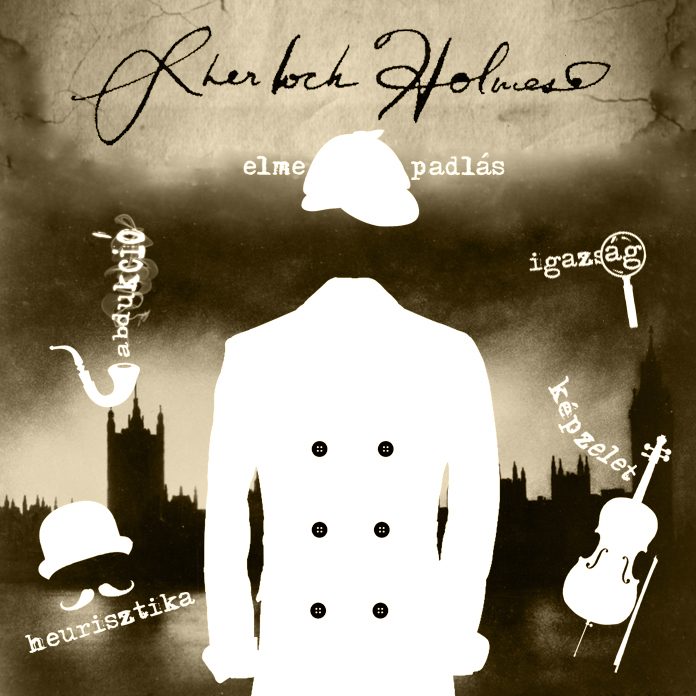 Sherlock Holmes
elme padlás
abdukció
igazság
képzelet
heurisztika